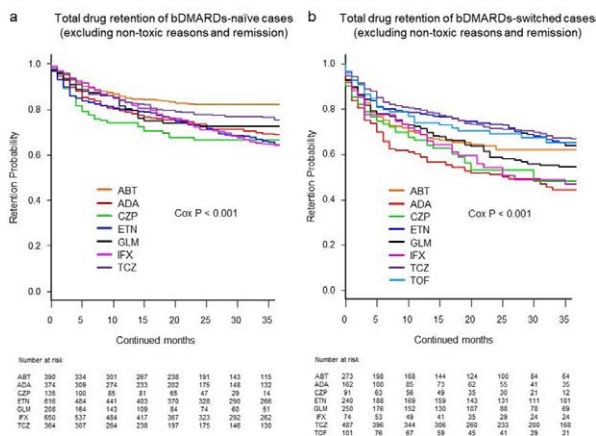 a
Total drug retention of bDMARDs-naïve cases
(excluding non-toxic reasons and remission)
Retention Probability
1.0
0.8
0.6
0.4
0.2
0.0
ABT
ADA
CZP
ETN
GLM
IFX
TCZ
Cox P < 0.001
0 5 10 15 20 25 30 35
Continued months
Number at risk
ABT 390 334 301 267 238 191 143 115
ADA 374 309 274 233 202 175 148 132
CZP 135 100 85 81 65 47 29 14
ETN 616 484 441 403 370 328 290 266
GLM 208 164 143 109 84 74 60 51
IFX 650 537 484 417 367 323 292 262
TCZ 364 307 264 238 197 175 146 130
b
Total drug retention of bDMARDs-switched cases
(excluding non-toxic reasons and remission)
Retention Probability
1.0
0.8
0.6
0.4
0.2
0.0
ABT
ADA
CZP
ETN
GLM
IFX
TCZ
TOF
Cox P < 0.001
0 5 10 15 20 25 30 35
Continued months
Number at risk
ABT 273 198 168 144 124 100 84 64
ADA 162 108 85 73 62 55 41 35
CZP 91 63 56 49 35 30 21 12
ETN 240 188 169 159 143 131 111 101
GLM 250 176 152 130 107 88 78 69
IFX 74 53 49 41 35 29 24 24
TCZ 487 396 344 306 260 233 200 168
TOF 101 76 67 59 45 41 29 21